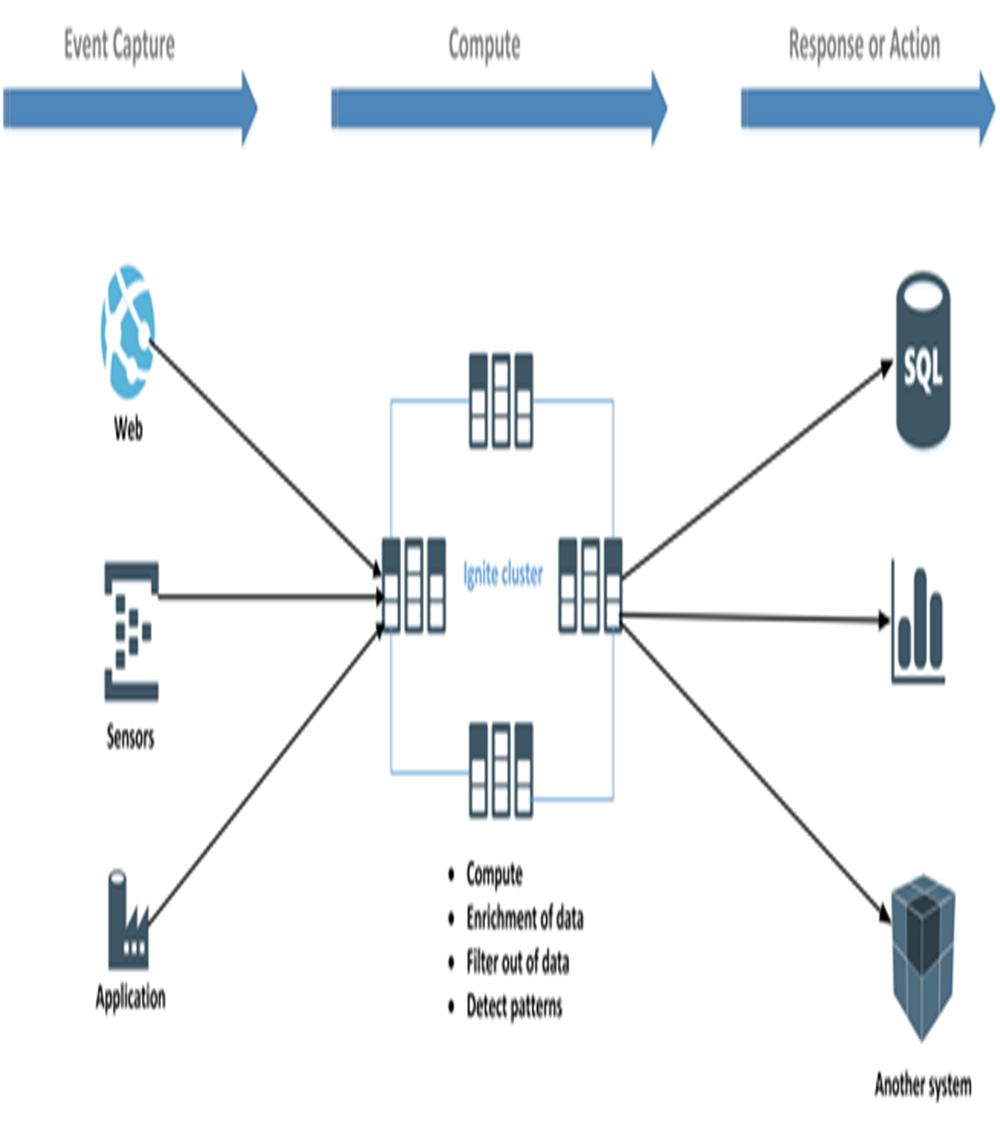 Event Capture
Compute
Response or Action
Web
SQL
Ignite cluster
Sensors
• Compute
• Enrichment of data
• Filter out of data
• Detect patterns
Application
Another system